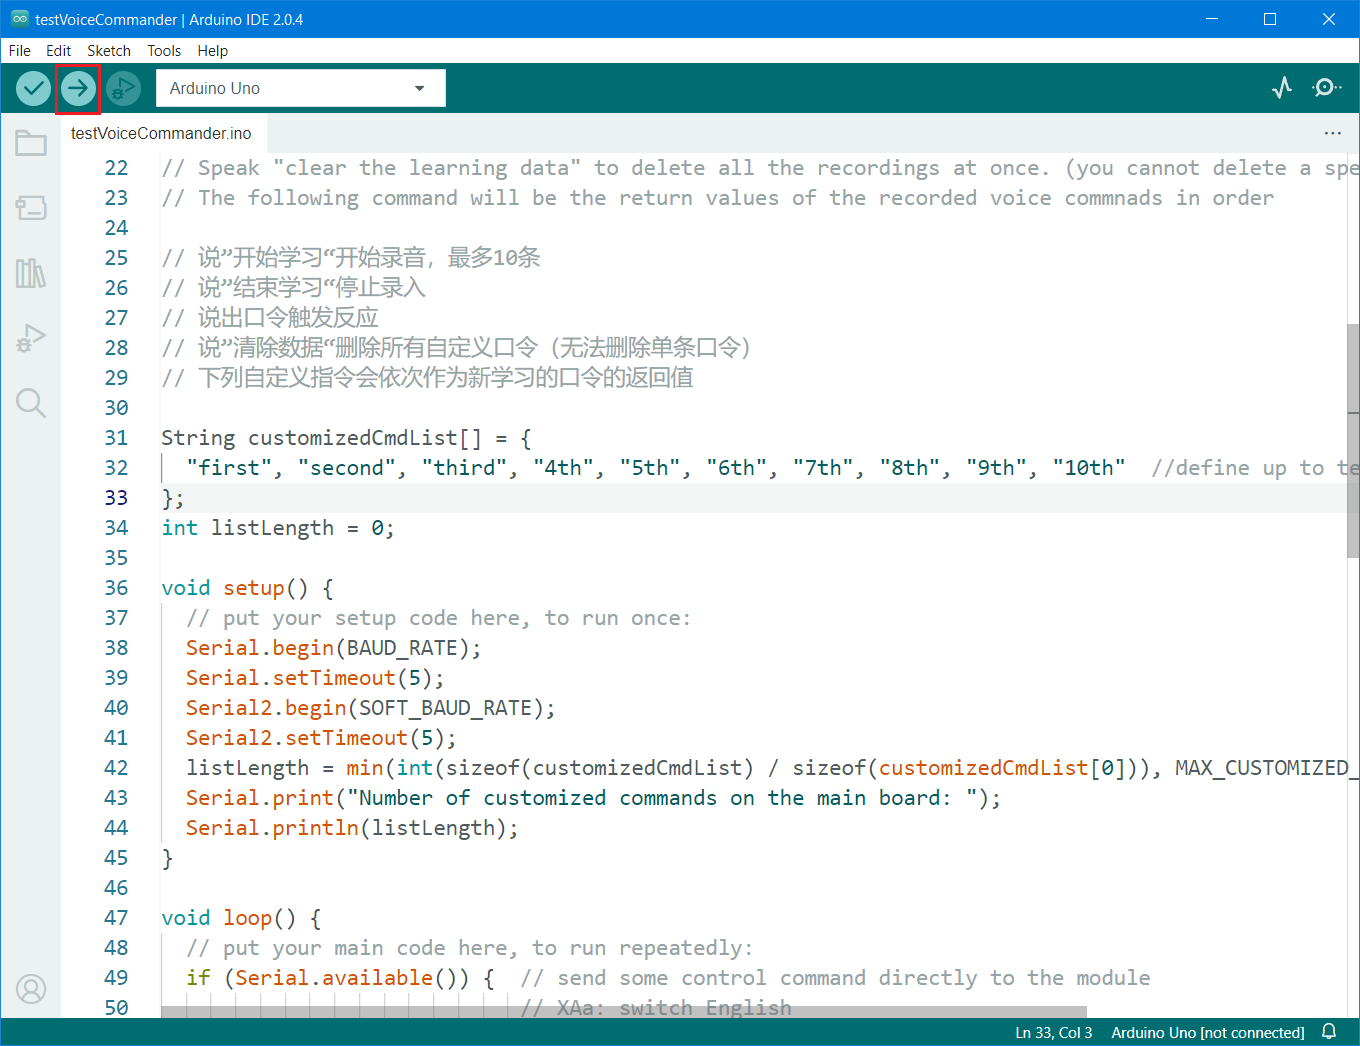 testVoiceCommander | Arduino IDE 2.0.4
File Edit Sketch Tools Help
Arduino Uno
testVoiceCommander.ino
22 // Speak "clear the learning data" to delete all the recordings at once. (you cannot delete a spe
23 // The following command will be the return values of the recorded voice commnads in order
24
25 // 说”开始学习“开始录音，最多10条
26 // 说”结束学习“停止录入
27 // 说出口令触发反应
28 // 说”清除数据“删除所有自定义口令（无法删除单条口令）
29 // 下列自定义指令会依次作为新学习的口令的返回值
30
31 String customizedCmdList[] = {
32 "first", "second", "third", "4th", "5th", "6th", "7th", "8th", "9th", "10th" //define up to te
33 };
34 int listLength = 0;
35
36 void setup() {
37 // put your setup code here, to run once:
38 Serial.begin(BAUD_RATE);
39 Serial.setTimeout(5);
40 Serial2.begin(SOFT_BAUD_RATE);
41 Serial2.setTimeout(5);
42 listLength = min(int(sizeof(customizedCmdList) / sizeof(customizedCmdList[0])), MAX_CUSTOMIZED_
43 Serial.print("Number of customized commands on the main board: ");
44 Serial.println(listLength);
45 }
46
47 void loop() {
48 // put your main code here, to run repeatedly:
49 if (Serial.available()) { // send some control command directly to the module
50 // XAa: switch English
Ln 33, Col 3 Arduino Uno [not connected]